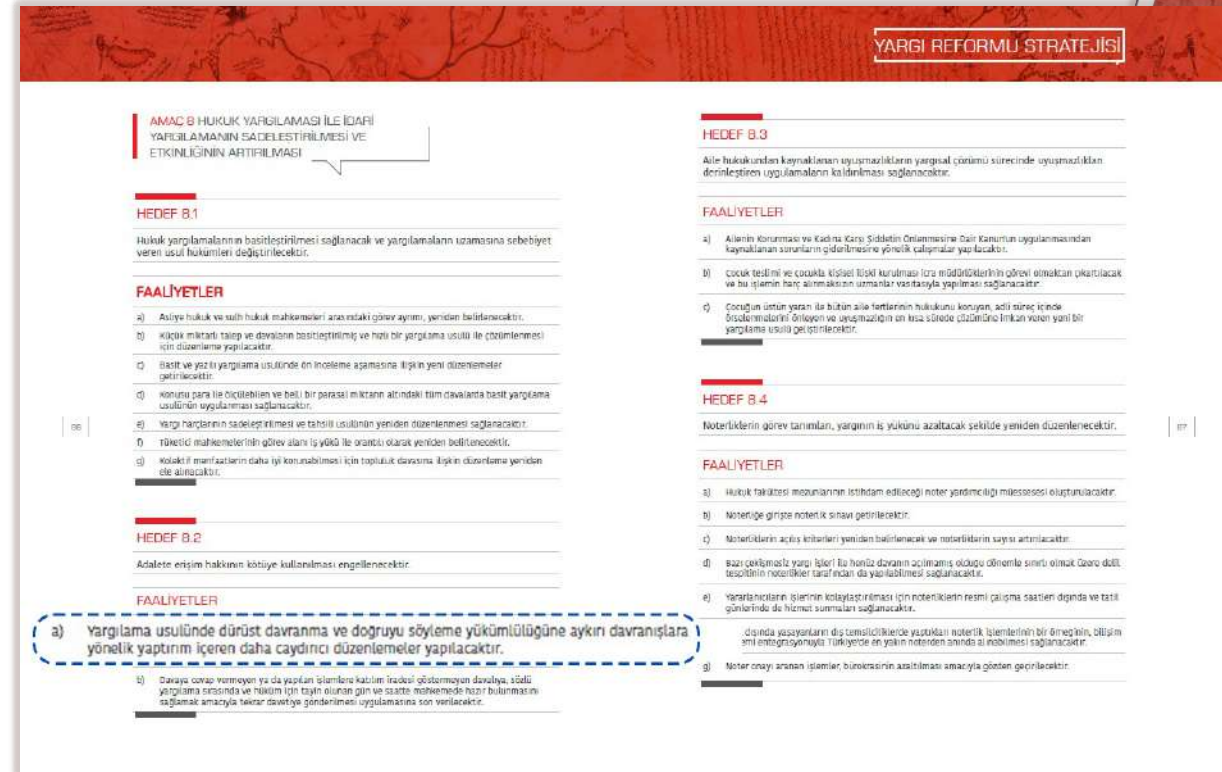 YARGI REFORMU STRATEJİSİ
AMAÇ 8 HUKUK YARGILAMASI İLE İDARİ
YARGILAMANIN SADELEŞTİRİLMESİ VE
ETKİNLİĞİNİN ARTIRILMASI
HEDEF 8.1
Hukuk yargılamalarının basitleştirilmesi sağlanacak ve yargılamaların uzamasına sebebiyet
veren usul hükümleri değiştirilecektir.
FAALİYETLER
a) Asliye hukuk ve sulh hukuk mahkemeleri arasındaki görev ayrımı, yeniden belirlenecektir.
b) Küçük miktarlı talep ve davaların basitleştirilmiş ve hızlı bir yargılama usulü ile çözümlenmesi
için düzenleme yapılacaktır.
c) Basit ve yazılı yargılama usulünde ön inceleme aşamasına ilişkin yeni düzenlemeler
getirilecektir.
d) Konusu para ile ölçülebilen ve belli bir parasal miktarın altındaki tüm davalarda basit yargılama
usulünün uygulanması sağlanacaktır.
e) Yargı harçlarının sadeleştirilmesi ve tahsili usulünün yeniden düzenlenmesi sağlanacaktır.
f) Tüketici mahkemelerinin görev alanı iş yükü ile orantılı olarak yeniden belirlenecektir.
g) Kolektif menfaatlerin daha iyi korunabilmesi için topluluk davasına ilişkin düzenleme yeniden
ele alınacaktır.
HEDEF 8.2
Adalete erişim hakkının kötüye kullanılması engellenecektir.
FAALİYETLER
a) Yargılama usulünde dürüst davranma ve doğruyu söyleme yükümlülüğüne aykırı davranışlara
yönelik yaptırım içeren daha caydırıcı düzenlemeler yapılacaktır.
b) Davaya cevap vermeyen ya da yapılan işlemlere katılım iradesi göstermeyen davalıya, sözlü
yargılama sırasında ve hüküm için tayin olunan gün ve saatte mahkemede hazır bulunmasını
sağlamak amacıyla tekrar davetiye gönderilmesi uygulamasına son verilecektir.
HEDEF 8.3
Aile hukukundan kaynaklanan uyuşmazlıkların yargısal çözümü sürecinde uyuşmazlıkları
derinleştiren uygulamaların kaldırılması sağlanacaktır.
FAALİYETLER
a) Ailenin Korunması ve Kadına Karşı Şiddetin Önlenmesine Dair Kanun'un uygulanmasından
kaynaklanan sorunların giderilmesine yönelik çalışmalar yapılacaktır.
b) Çocuk teslimi ve çocukla kişisel ilişki kurulması icra müdürlüklerinin görevi olmaktan çıkartılacak
ve bu işlemin harç alınmaksızın uzmanlar vasıtasıyla yapılması sağlanacaktır.
c) Çocuğun üstün yararı ile bütün aile fertlerinin hukukunu koruyan, adli süreç içinde
örselenmelerini önleyen ve uyuşmazlığın en kısa sürede çözümüne imkan veren yeni bir
yargılama usulü geliştirilecektir.
HEDEF 8.4
Noterliklerin görev tanımları, yargının iş yükünü azaltacak şekilde yeniden düzenlenecektir.
87
FAALİYETLER
a) Hukuk fakültesi mezunlarının istihdam edileceği noter yardımcılığı müessesesi oluşturulacaktır.
b) Noterliğe girişte noterlik sınavı getirilecektir.
c) Noterliklerin açılış kriterleri yeniden belirlenecek ve noterliklerin sayısı artırılacaktır.
d) Bazı çekişmesiz yargı işleri ile henüz davanın açılmamış olduğu dönemle sınırlı olmak üzere delil
tespitinin noterlikler tarafından da yapılabilmesi sağlanacaktır.
e) Yararlanıcıların işlerinin kolaylaştırılması için noterliklerin resmi çalışma saatleri dışında ve tatil
günlerinde de hizmet sunmaları sağlanacaktır.
dışında yaşayanların dış temsilciliklerde yaptıkları noterlik işlemlerinin bir örneğinin, bilişim
entegrasyonuyla Türkiye'de en yakın noterden anında alınabilmesi sağlanacaktır.
g) Noter onayı aranan işlemler, bürokrasinin azaltılması amacıyla gözden geçirilecektir.